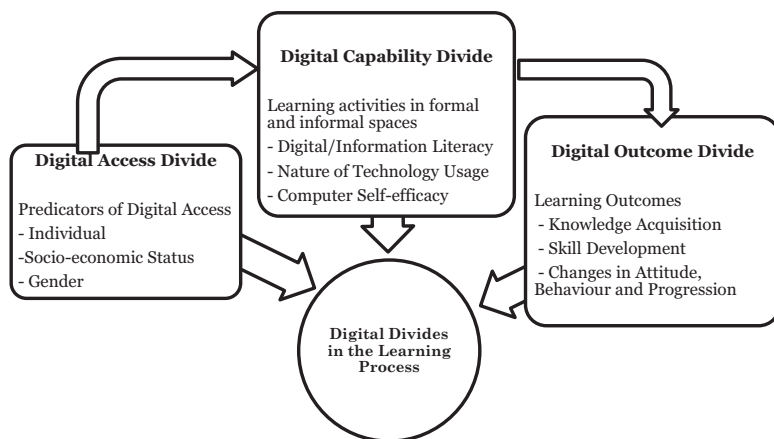 Digital Access Divide
Predicators of Digital Access
- Individual
-Socio-economic Status
- Gender
Digital Capability Divide
Learning activities in formal
and informal spaces
- Digital/Information Literacy
- Nature of Technology Usage
- Computer Self-efficacy
Digital Outcome Divide
Learning Outcomes
- Knowledge Acquisition
- Skill Development
- Changes in Attitude,
Behaviour and Progression
Digital Divides
in the Learning
Process